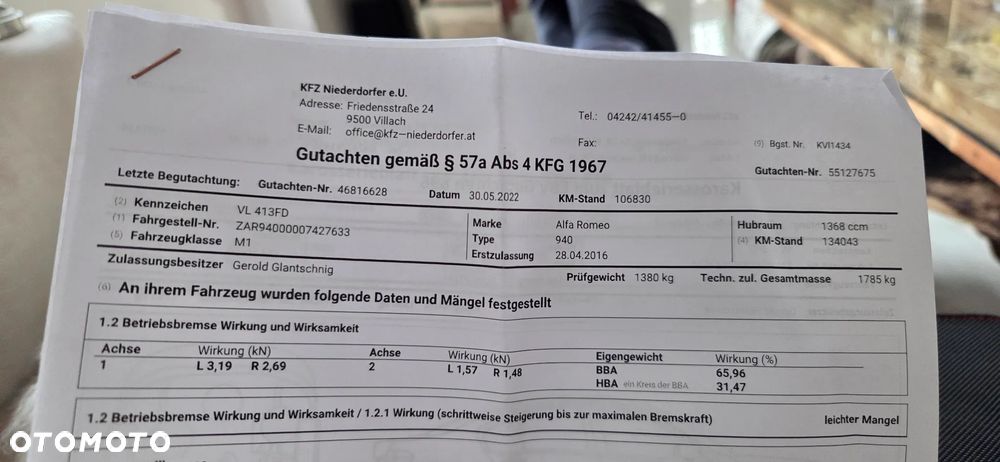 KFZ Niederdorfer e.U.
Adresse: Friedensstraße 24
9500 Villach
E-Mail: office@kfz-niederdorfer.at
Tel.: 04242/41455-0
Fax:
(9) Bgst. Nr. KVI1434
Gutachten gemäß § 57a Abs 4 KFG 1967
Gutachten-Nr. 55127675
Letzte Begutachtung: Gutachten-Nr. 46816628 Datum 30.05.2022 KM-Stand 106830
(2) Kennzeichen VL 413FD Marke Alfa Romeo Hubraum 1368 ccm
(1) Fahrgestell-Nr. ZAR94000007427633 Type 940 (4) KM-Stand 134043
(5) Fahrzeugklasse M1 Erstzulassung 28.04.2016
Zulassungsbesitzer Gerold Glantschnig Prüfgewicht 1380 kg Techn. zul. Gesamtmasse 1785 kg
(6) An ihrem Fahrzeug wurden folgende Daten und Mängel festgestellt
1.2 Betriebsbremse Wirkung und Wirksamkeit
Achse Wirkung (kN) Achse Wirkung (kN) Eigengewicht Wirkung (%)
1 L 3,19 R 2,69 2 L 1,57 R 1,48 BBA 65,96
HBA ein Kreis der BBA 31,47
1.2 Betriebsbremse Wirkung und Wirksamkeit / 1.2.1 Wirkung (schrittweise Steigerung bis zur maximalen Bremskraft) leichter Mangel
OTOMOTO